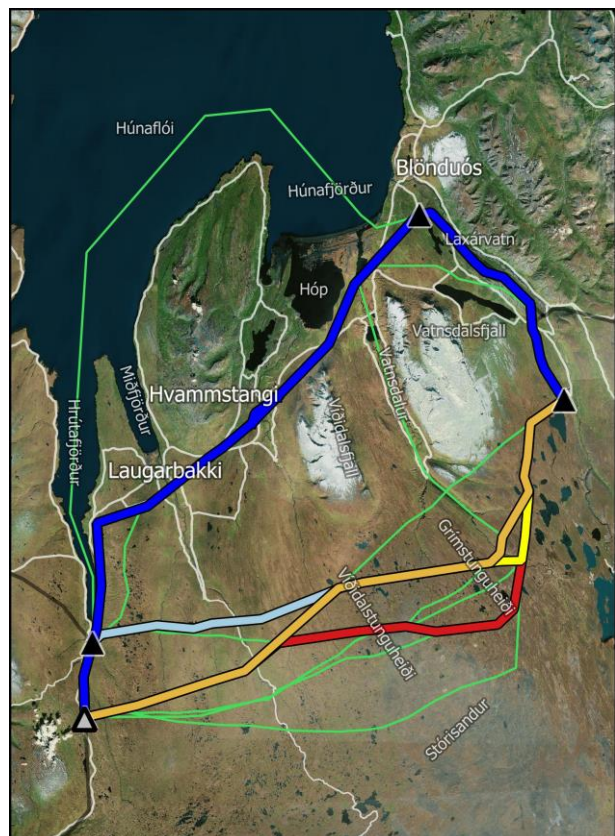 Húnaflói
Blönduós
Húnafjörður
Laxárvatn
Hóp
Vatnsdalsfjall
Vatnsdalur
Miðfjörður
Hvammstangi
Víðidalsfjall
Hrútafjörður
Laugarbakki
Grímstunguheiði
Víðidalstunguheiði
Stórisandur